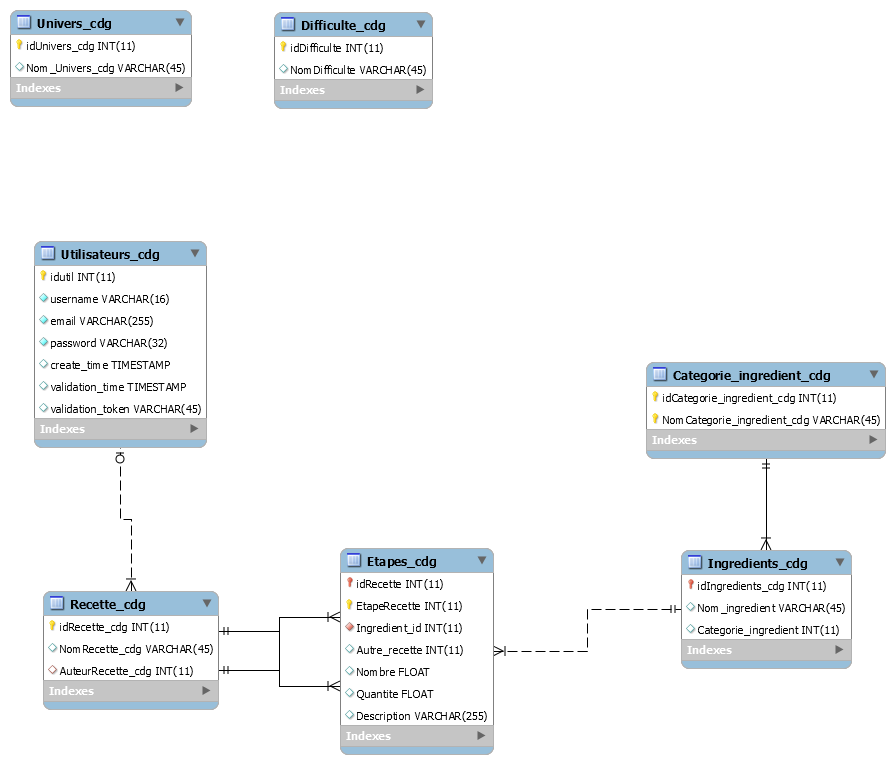 Univers_cdg
idUnivers_cdg INT(11)
Nom_Univers_cdg VARCHAR(45)
Indexes
Difficulte_cdg
idDifficulte INT(11)
NomDifficulte VARCHAR(45)
Indexes
Utilisateurs_cdg
idutil INT(11)
username VARCHAR(16)
email VARCHAR(255)
password VARCHAR(32)
create_time TIMESTAMP
validation_time TIMESTAMP
validation_token VARCHAR(45)
Indexes
Categorie_ingredient_cdg
idCategorie_ingredient_cdg INT(11)
NomCategorie_ingredient_cdg VARCHAR(45)
Indexes
Recette_cdg
idRecette_cdg INT(11)
NomRecette_cdg VARCHAR(45)
AuteurRecette_cdg INT(11)
Indexes
Etapes_cdg
idRecette INT(11)
EtapeRecette INT(11)
Ingredient_id INT(11)
Autre_recette INT(11)
Nombre FLOAT
Quantite FLOAT
Description VARCHAR(255)
Indexes
Ingredients_cdg
idIngredients_cdg INT(11)
Nom_ingredient VARCHAR(45)
Categorie_ingredient INT(11)
Indexes